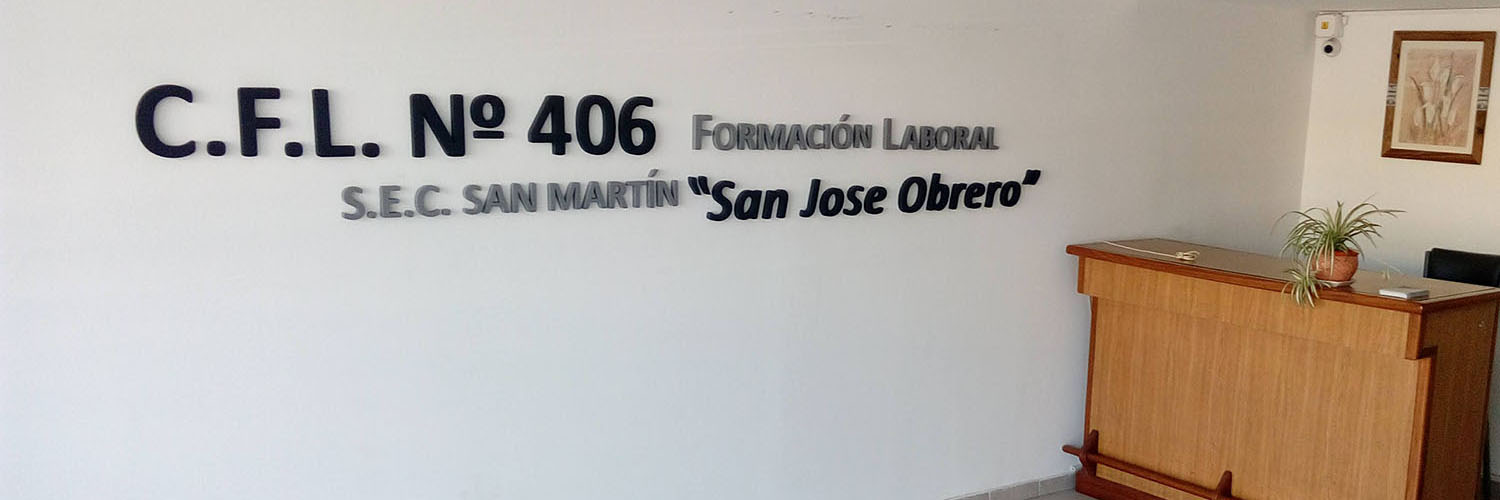 C.F.L. Nº 406 FORMACIÓN LABORAL
S.E.C. SAN MARTÍN "San Jose Obrero"